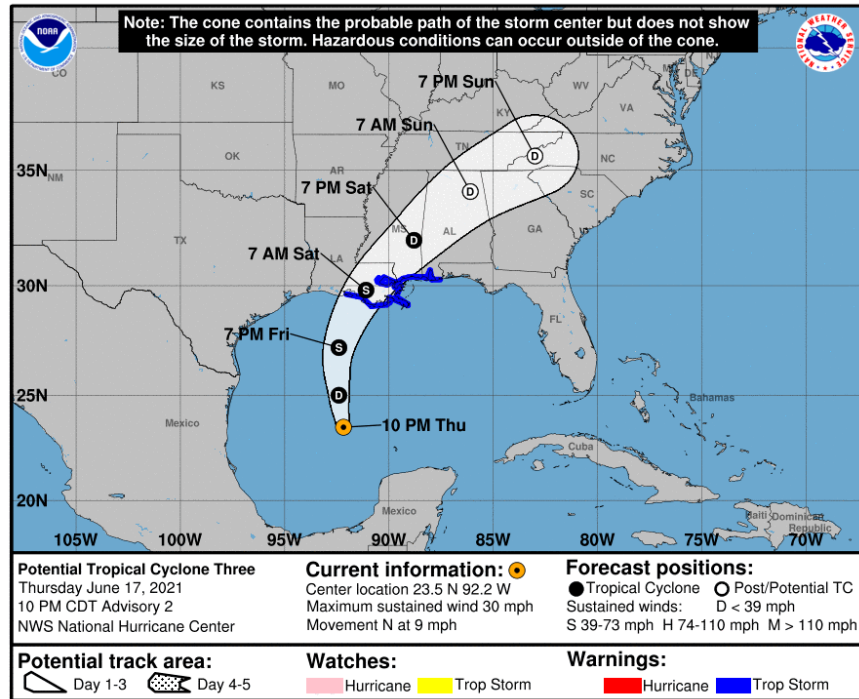 Note: The cone contains the probable path of the storm center but does not show
the size of the storm. Hazardous conditions can occur outside of the cone.
NOAA
NATIONAL WEATHER SERVICE
7 PM Sun
7 AM Sun
7 PM Sat
7 AM Sat
7 PM Fri
10 PM Thu
CO
KS
MO
KY
WV
VA
DE
NM
OK
AR
TN
NC
SC
TX
LA
MS
AL
GA
FL
Mexico
Mexico
Cuba
Bahamas
Haiti
Dominican
Republic
D
D
D
S
S
D
35N
30N
25N
20N
105W 100W 95W 90W 85W 80W 75W 70W
Potential Tropical Cyclone Three
Thursday June 17, 2021
10 PM CDT Advisory 2
NWS National Hurricane Center
Current information:
Center location 23.5 N 92.2 W
Maximum sustained wind 30 mph
Movement N at 9 mph
Forecast positions:
Tropical Cyclone Post/Potential TC
Sustained winds: D < 39 mph
S 39-73 mph H 74-110 mph M > 110 mph
Potential track area:
Day 1-3 Day 4-5
Watches:
Hurricane Trop Storm
Warnings:
Hurricane Trop Storm